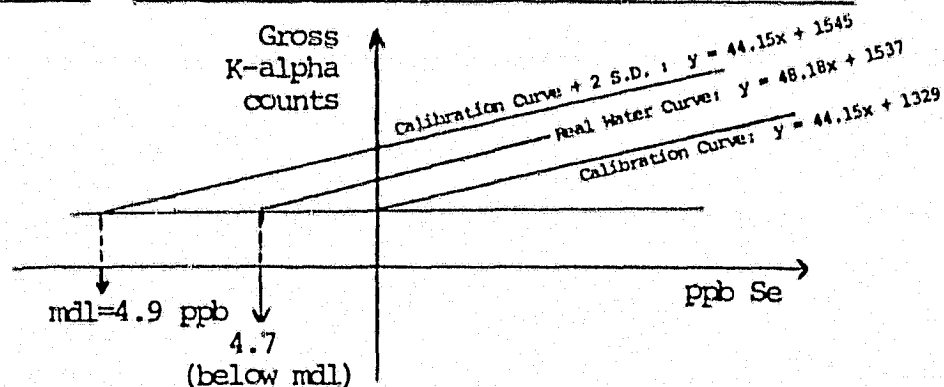 Gross
K-alpha
counts
Calibration Curve + 2 S.D. : y = 44.15x + 1545
Real Water Curve: y = 48.18x + 1537
Calibration Curve: y = 44.15x + 1329
ppb Se
mdl=4.9 ppb
4.7
(below mdl)